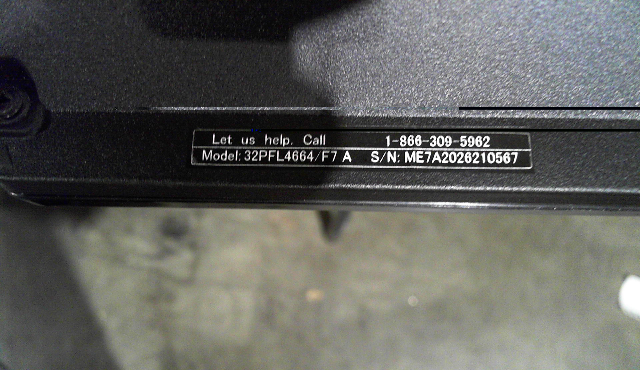 Let us help. Call 1-866-309-5962
Model: 32PFL4664/F7 A S/N: ME7A2026210567